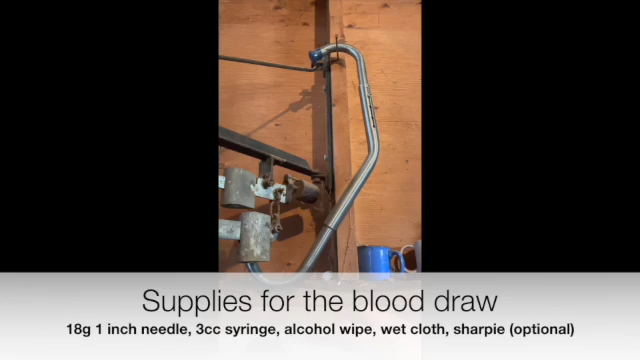 Supplies for the blood draw
18g 1 inch needle, 3cc syringe, alcohol wipe, wet cloth, sharpie (optional)